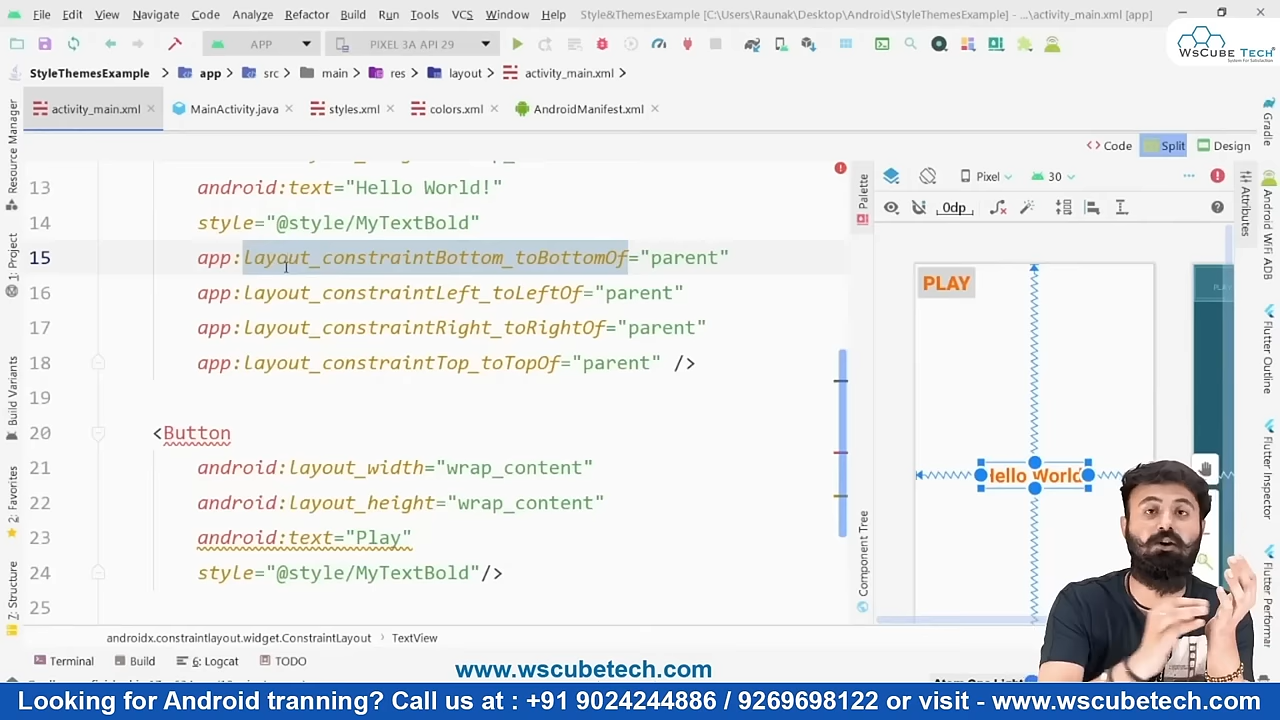 File Edit View Navigate Code Analyze Refactor Build Run Tools VCS Window Help Style&ThemesExample [C:\Users\Raunak\Desktop\Android\StyleThemesExample] - ...\activity_main.xml [app]
APP PIXEL 3A API 29
WsCube Tech
StyleThemesExample app src main res layout activity_main.xml
activity_main.xml MainActivity.java styles.xml colors.xml AndroidManifest.xml
Code Split Design
Pixel 30
0dp
13 android:text="Hello World!"
14 style="@style/MyTextBold"
15 app:layout_constraintBottom_toBottomOf="parent"
16 app:layout_constraintLeft_toLeftOf="parent"
17 app:layout_constraintRight_toRightOf="parent"
18 app:layout_constraintTop_toTopOf="parent" />
19
20 <Button
21 android:layout_width="wrap_content"
22 android:layout_height="wrap_content"
23 android:text="Play"
24 style="@style/MyTextBold"/>
25
PLAY
Hello World
Resource Manager
1: Project
Build Variants
2: Favorites
7: Structure
Palette
Component Tree
Attributes
Gradle
Android WiFi ADB
Flutter Outline
Flutter Inspector
Flutter Performar
androidx.constraintlayout.widget.ConstraintLayout TextView
Terminal Build 6: Logcat TODO
www.wscubetech.com
Looking for Android tranning? Call us at : +91 9024244886 / 9269698122 or visit - www.wscubetech.com